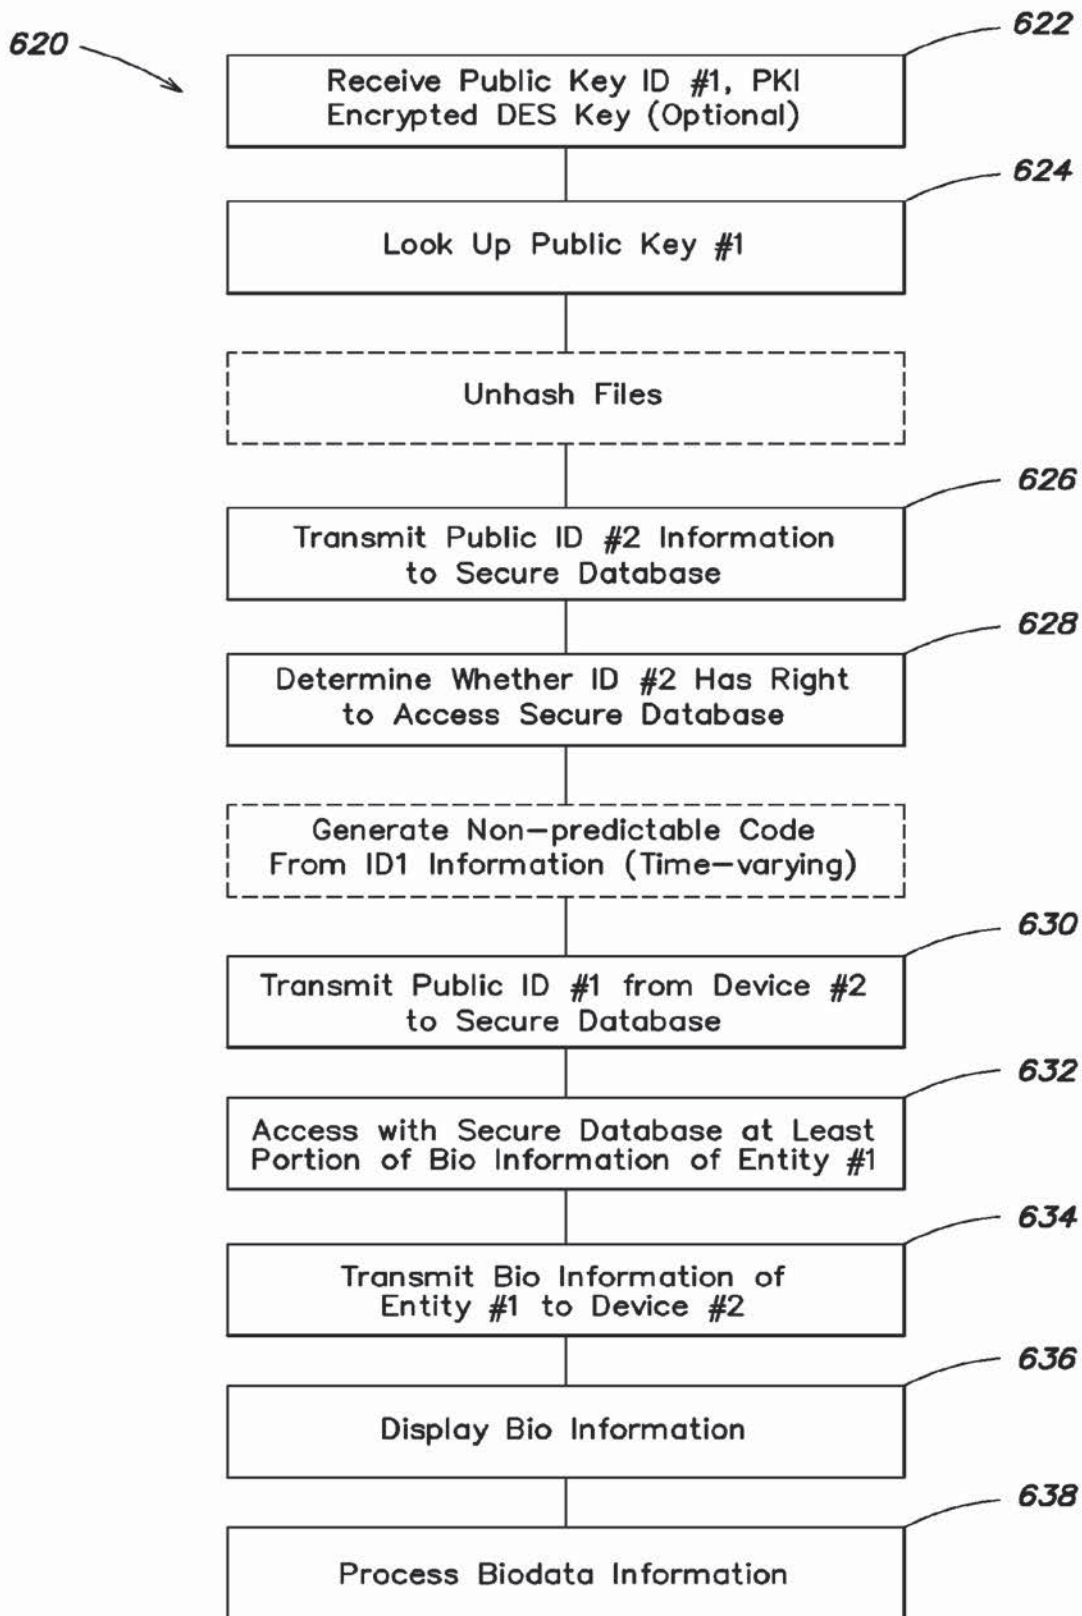 620
622
Receive Public Key ID #1, PKI
Encrypted DES Key (Optional)
624
Look Up Public Key #1
Unhash Files
626
Transmit Public ID #2 Information
to Secure Database
628
Determine Whether ID #2 Has Right
to Access Secure Database
Generate Non-predictable Code
From ID1 Information (Time-varying)
630
Transmit Public ID #1 from Device #2
to Secure Database
632
Access with Secure Database at Least
Portion of Bio Information of Entity #1
634
Transmit Bio Information of
Entity #1 to Device #2
636
Display Bio Information
638
Process Biodata Information